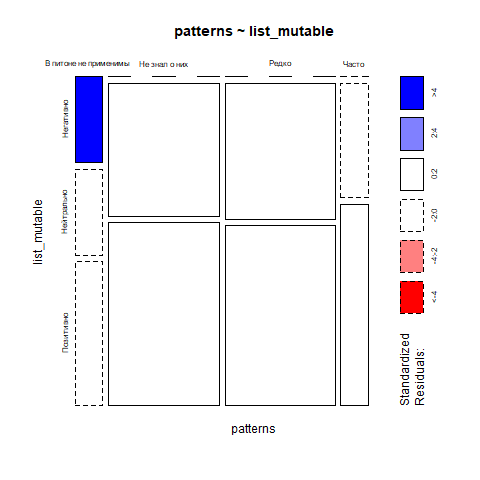 patterns ~ list_mutable
В питоне не применимы
Не знал о них
Редко
Часто
Негативно
Нейтрально
Позитивно
list_mutable
patterns
>4
2:4
0:2
-2:0
-4:-2
<-4
Standardized
Residuals: